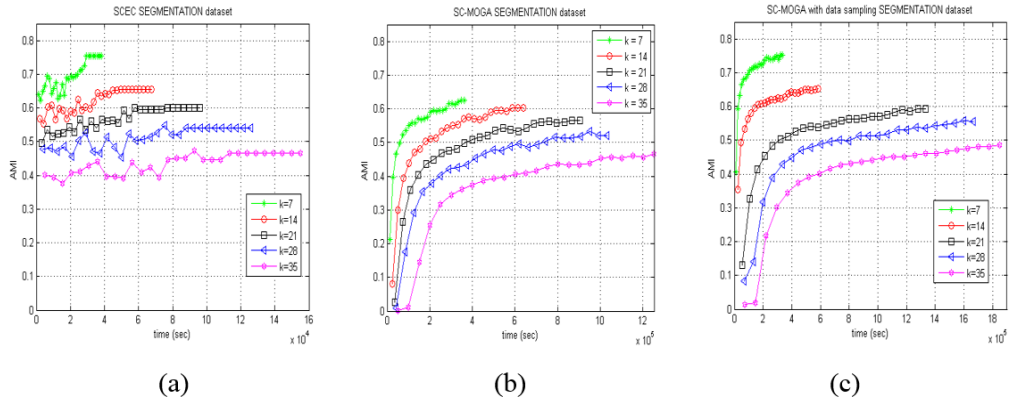 SCEC SEGMENTATION dataset
0.8
0.7
0.6
0.5
0.4
0.3
0.2
0.1
0
AMI
k=7
k=14
k=21
k=28
k=35
0 2 4 6 8 10 12 14 16
time (sec)
x 10^4
(a)
SC-MOGA SEGMENTATION dataset
0.8
0.7
0.6
0.5
0.4
0.3
0.2
0.1
0
AMI
k = 7
k = 14
k = 21
k = 28
k = 35
0 2 4 6 8 10 12
time (sec)
x 10^5
(b)
SC-MOGA with data sampling SEGMENTATION dataset
0.8
0.7
0.6
0.5
0.4
0.3
0.2
0.1
0
AMI
k=7
k=14
k=21
k=28
k=35
0 2 4 6 8 10 12 14 16 18
time (sec)
x 10^5
(c)